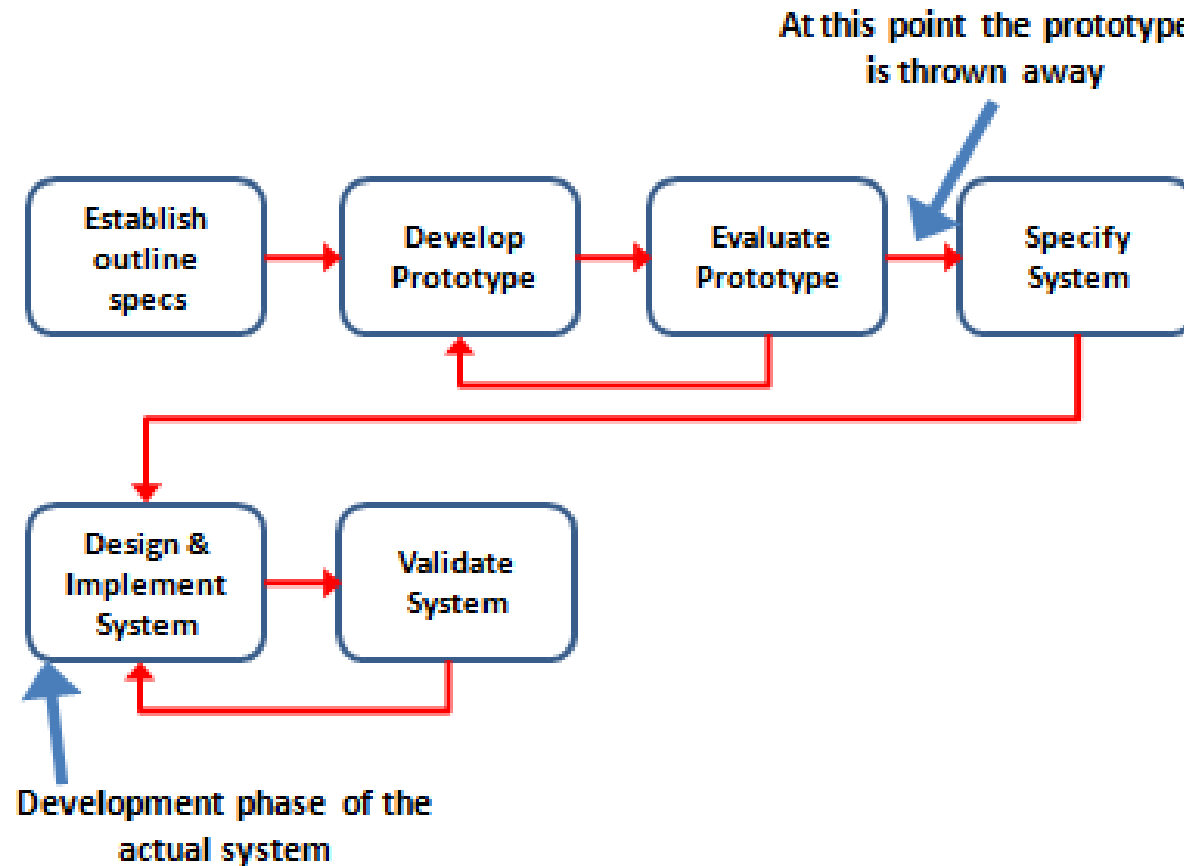 At this point the prototype
is thrown away
Establish
outline
specs
Develop
Prototype
Evaluate
Prototype
Specify
System
Design &
Implement
System
Validate
System
Development phase of the
actual system